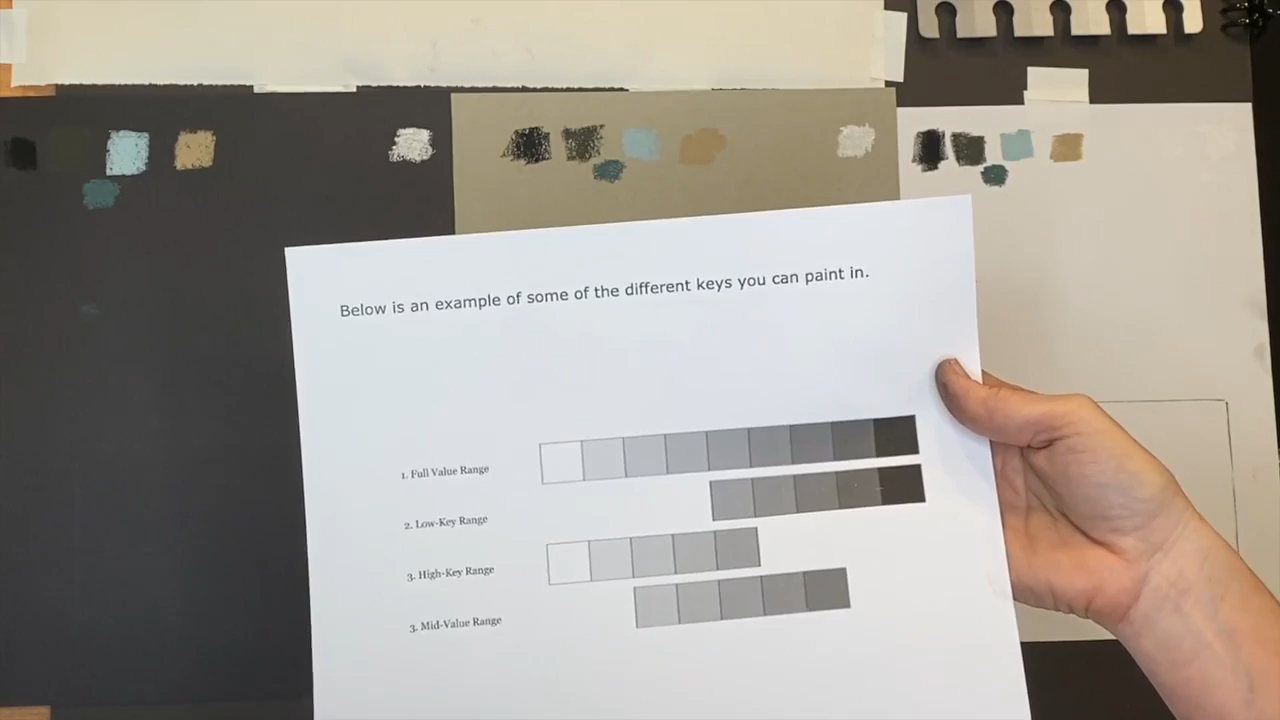 Below is an example of some of the different keys you can paint in.
1. Full Value Range
2. Low-Key Range
3. High-Key Range
3. Mid-Value Range